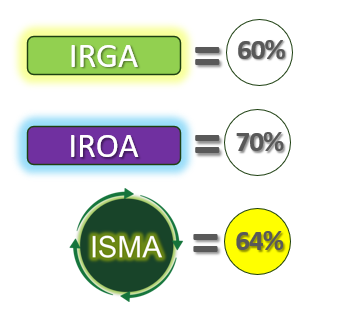 IRGA = 60%
IROA = 70%
ISMA = 64%